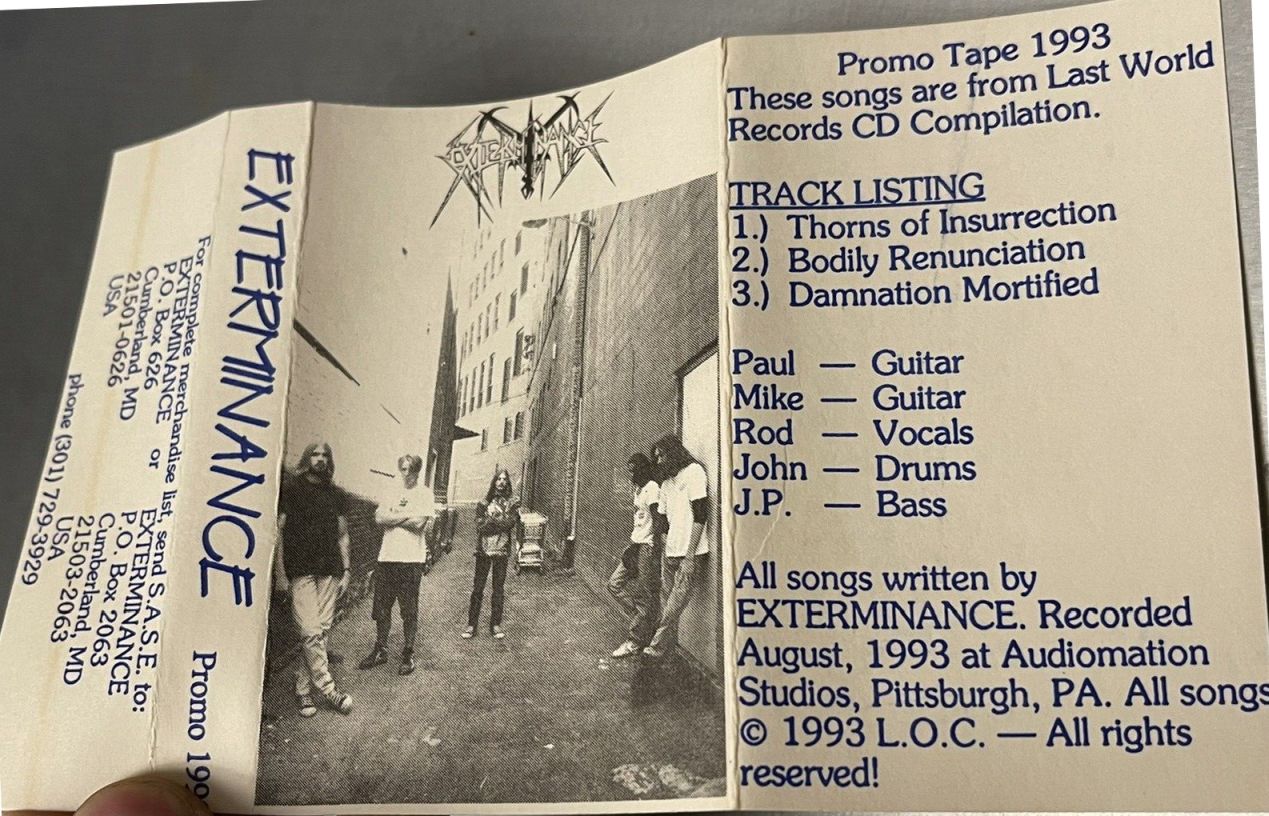 For complete merchandise list, send S.A.S.E. to:
EXTERMINANCE or EXTERMINANCE
P.O. Box 626 P.O. Box 2063
Cumberland, MD Cumberland, MD
21501-0626 21503-2063
USA USA
phone (301) 729-3929
EXTERMINANCE Promo 199
EXTERMINANCE
Promo Tape 1993
These songs are from Last World
Records CD Compilation.
TRACK LISTING
1.) Thorns of Insurrection
2.) Bodily Renunciation
3.) Damnation Mortified
Paul — Guitar
Mike — Guitar
Rod — Vocals
John — Drums
J.P. — Bass
All songs written by
EXTERMINANCE. Recorded
August, 1993 at Audiomation
Studios, Pittsburgh, PA. All songs
© 1993 L.O.C. — All rights
reserved!